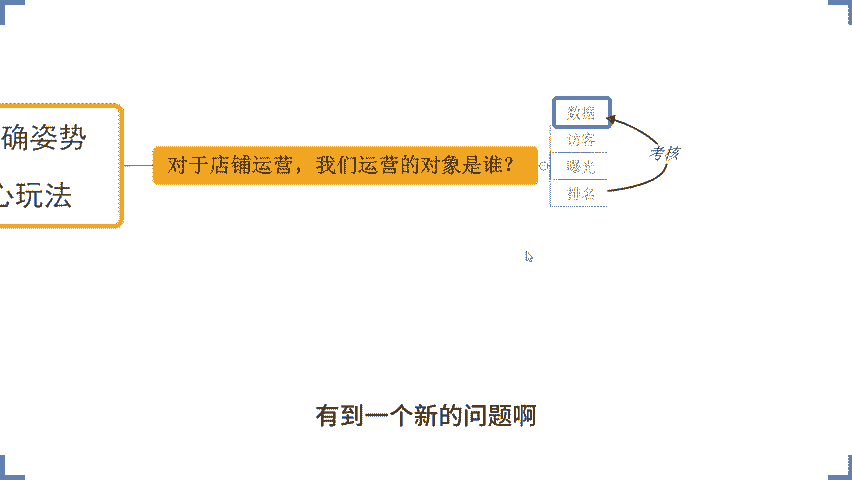 确姿势
心玩法
对于店铺运营，我们运营的对象是谁？
数据
访客
曝光
排名
考核
有到一个新的问题啊